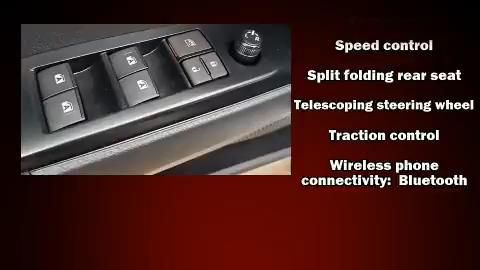 Speed control
Split folding rear seat
Telescoping steering wheel
Traction control
Wireless phone
connectivity: Bluetooth